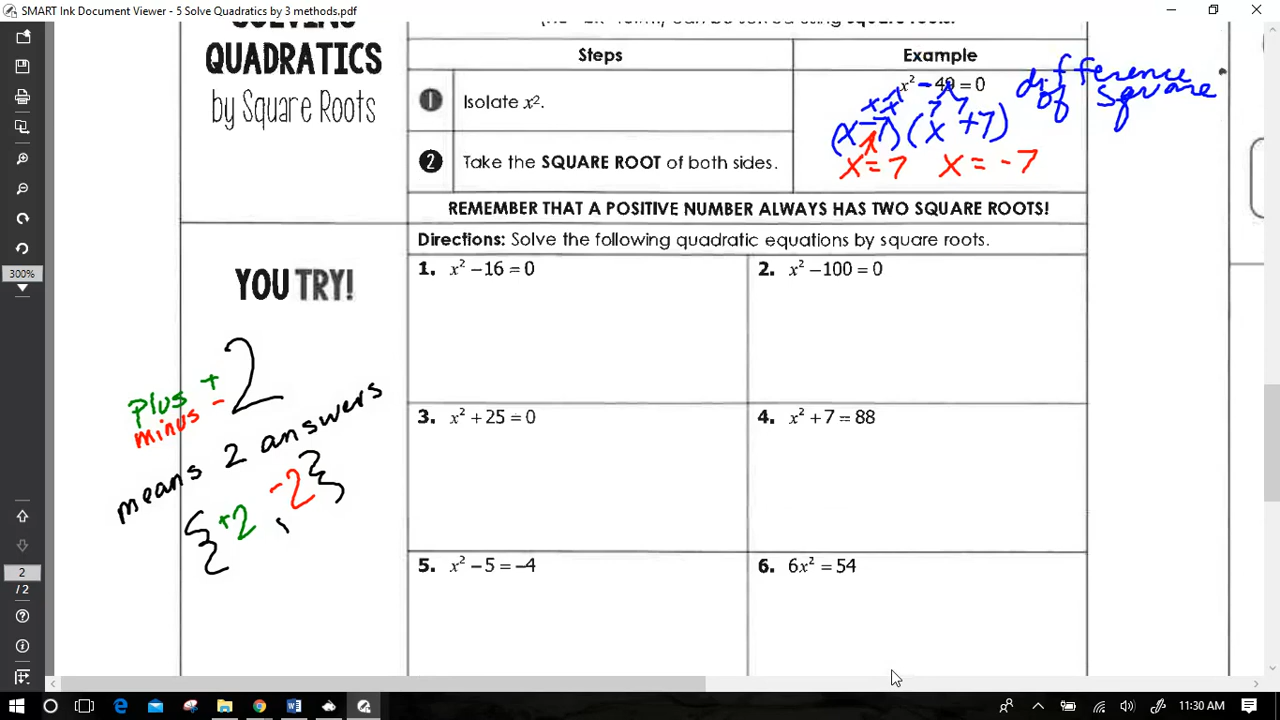 SMART Ink Document Viewer - 5 Solve Quadratics by 3 methods.pdf
SOLVING
QUADRATICS
by Square Roots
Steps
Example
1 Isolate x².
x² - 49 = 0
difference
of square
x x 7 7
(x - 7)(x + 7)
x = 7 x = -7
2 Take the SQUARE ROOT of both sides.
REMEMBER THAT A POSITIVE NUMBER ALWAYS HAS TWO SQUARE ROOTS!
Directions: Solve the following quadratic equations by square roots.
YOU TRY!
1. x² – 16 = 0
2. x² – 100 = 0
plus + 2
minus -
means 2 answers
{+2, -2}
3. x² + 25 = 0
4. x² + 7 = 88
5. x² – 5 = –4
6. 6x² = 54
300%
2
/ 2
11:30 AM